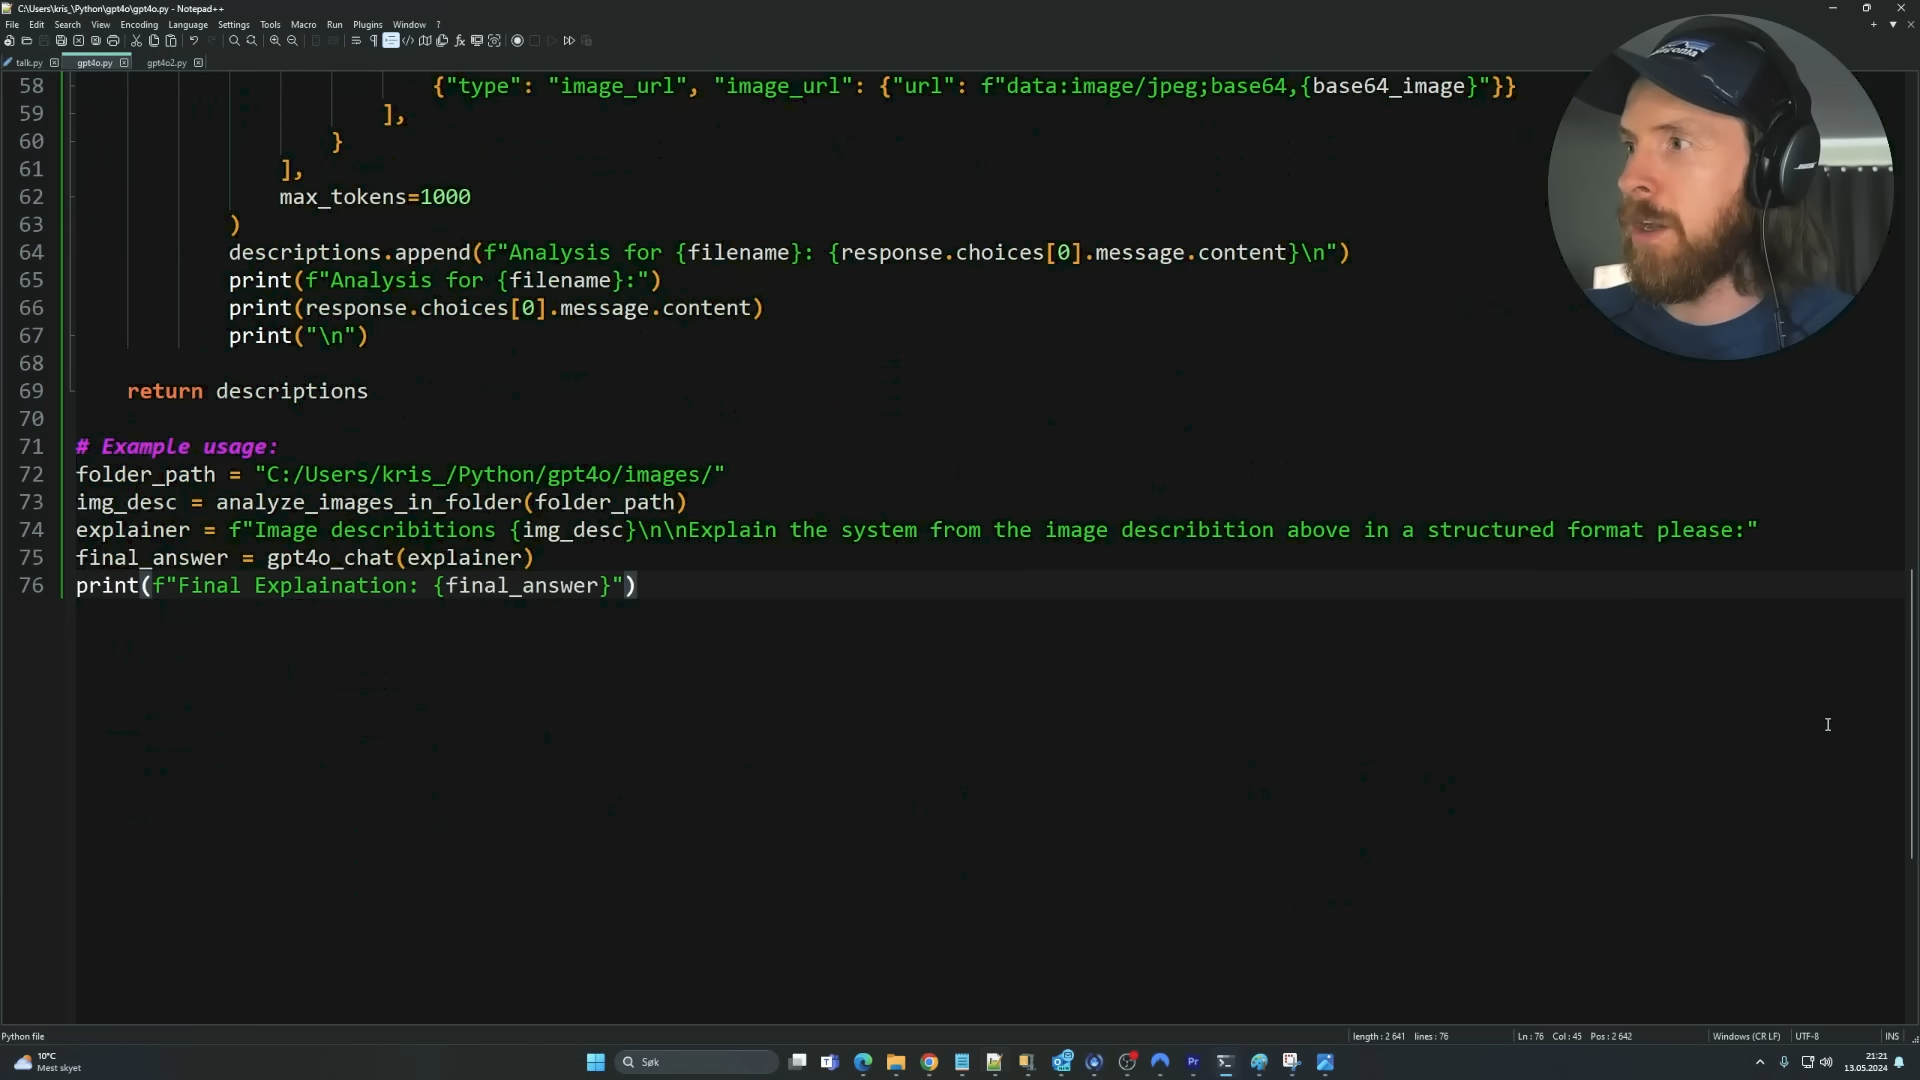 C:\Users\kris_\Python\gpt4o\gpt4o.py - Notepad++
File Edit Search View Encoding Language Settings Tools Macro Run Plugins Window ?
talk.py gpt4o.py gpt4o2.py
58 {"type": "image_url", "image_url": {"url": f"data:image/jpeg;base64,{base64_image}"}}
59 ],
60 }
61 ],
62 max_tokens=1000
63 )
64 descriptions.append(f"Analysis for {filename}: {response.choices[0].message.content}\n")
65 print(f"Analysis for {filename}:")
66 print(response.choices[0].message.content)
67 print("\n")
68
69 return descriptions
70
71 # Example usage:
72 folder_path = "C:/Users/kris_/Python/gpt4o/images/"
73 img_desc = analyze_images_in_folder(folder_path)
74 explainer = f"Image describitions {img_desc}\n\nExplain the system from the image describition above in a structured format please:"
75 final_answer = gpt4o_chat(explainer)
76 print(f"Final Explaination: {final_answer}")
Python file length : 2 641 lines : 76 Ln : 76 Col : 45 Pos : 2 642 Windows (CR LF) UTF-8 INS
10°C
Mest skyet
Søk
21:21
13.05.2024